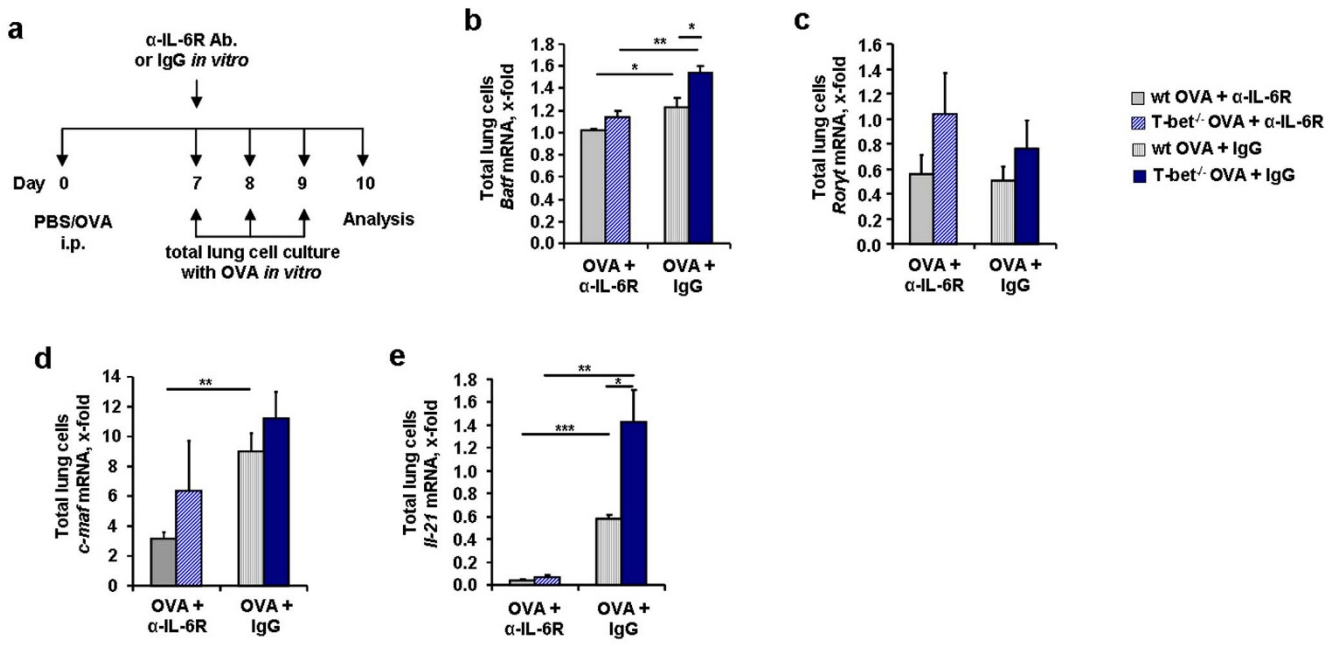 a
α-IL-6R Ab.
or IgG in vitro
Day 0 7 8 9 10
PBS/OVA
i.p.
Analysis
total lung cell culture
with OVA in vitro
b
Total lung cells
Batf mRNA, x-fold
1.8
1.6
1.4
1.2
1.0
0.8
0.6
0.4
0.2
0.0
*
**
*
OVA +
α-IL-6R
OVA +
IgG
c
Total lung cells
Rorγt mRNA, x-fold
1.6
1.4
1.2
1.0
0.8
0.6
0.4
0.2
0
OVA +
α-IL-6R
OVA +
IgG
wt OVA + α-IL-6R
T-bet-/- OVA + α-IL-6R
wt OVA + IgG
T-bet-/- OVA + IgG
d
Total lung cells
c-maf mRNA, x-fold
14
12
10
8
6
4
2
0
**
OVA +
α-IL-6R
OVA +
IgG
e
Total lung cells
Il-21 mRNA, x-fold
1.8
1.6
1.4
1.2
1.0
0.8
0.6
0.4
0.2
0.0
**
*
***
OVA +
α-IL-6R
OVA +
IgG